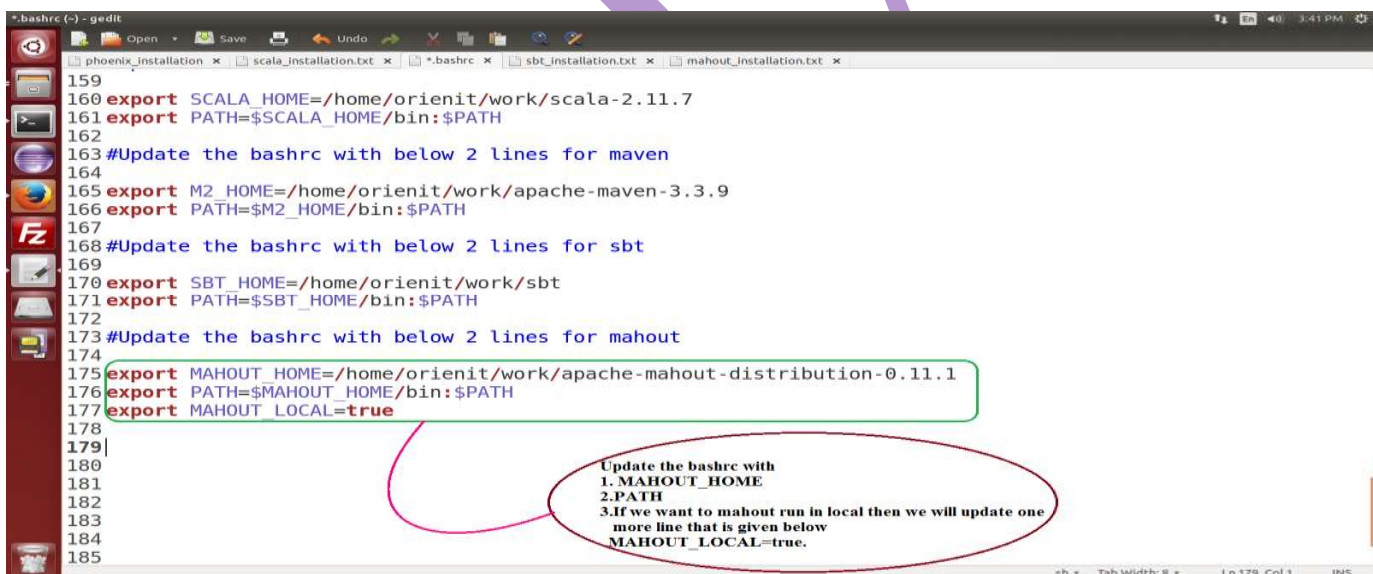 *.bashrc (~) - gedit
En 3:41 PM
Open Save Undo
phoenix_installation × scala_installation.txt × *.bashrc × sbt_installation.txt × mahout_installation.txt ×
159
160 export SCALA_HOME=/home/orienit/work/scala-2.11.7
161 export PATH=$SCALA_HOME/bin:$PATH
162
163 #Update the bashrc with below 2 lines for maven
164
165 export M2_HOME=/home/orienit/work/apache-maven-3.3.9
166 export PATH=$M2_HOME/bin:$PATH
167
168 #Update the bashrc with below 2 lines for sbt
169
170 export SBT_HOME=/home/orienit/work/sbt
171 export PATH=$SBT_HOME/bin:$PATH
172
173 #Update the bashrc with below 2 lines for mahout
174
175 export MAHOUT_HOME=/home/orienit/work/apache-mahout-distribution-0.11.1
176 export PATH=$MAHOUT_HOME/bin:$PATH
177 export MAHOUT_LOCAL=true
178
179
180
181
182
183
184
185
Update the bashrc with
1. MAHOUT_HOME
2.PATH
3.If we want to mahout run in local then we will update one
more line that is given below
MAHOUT_LOCAL=true.
sh Tab Width: 8 Ln 179, Col 1 INS
Fz